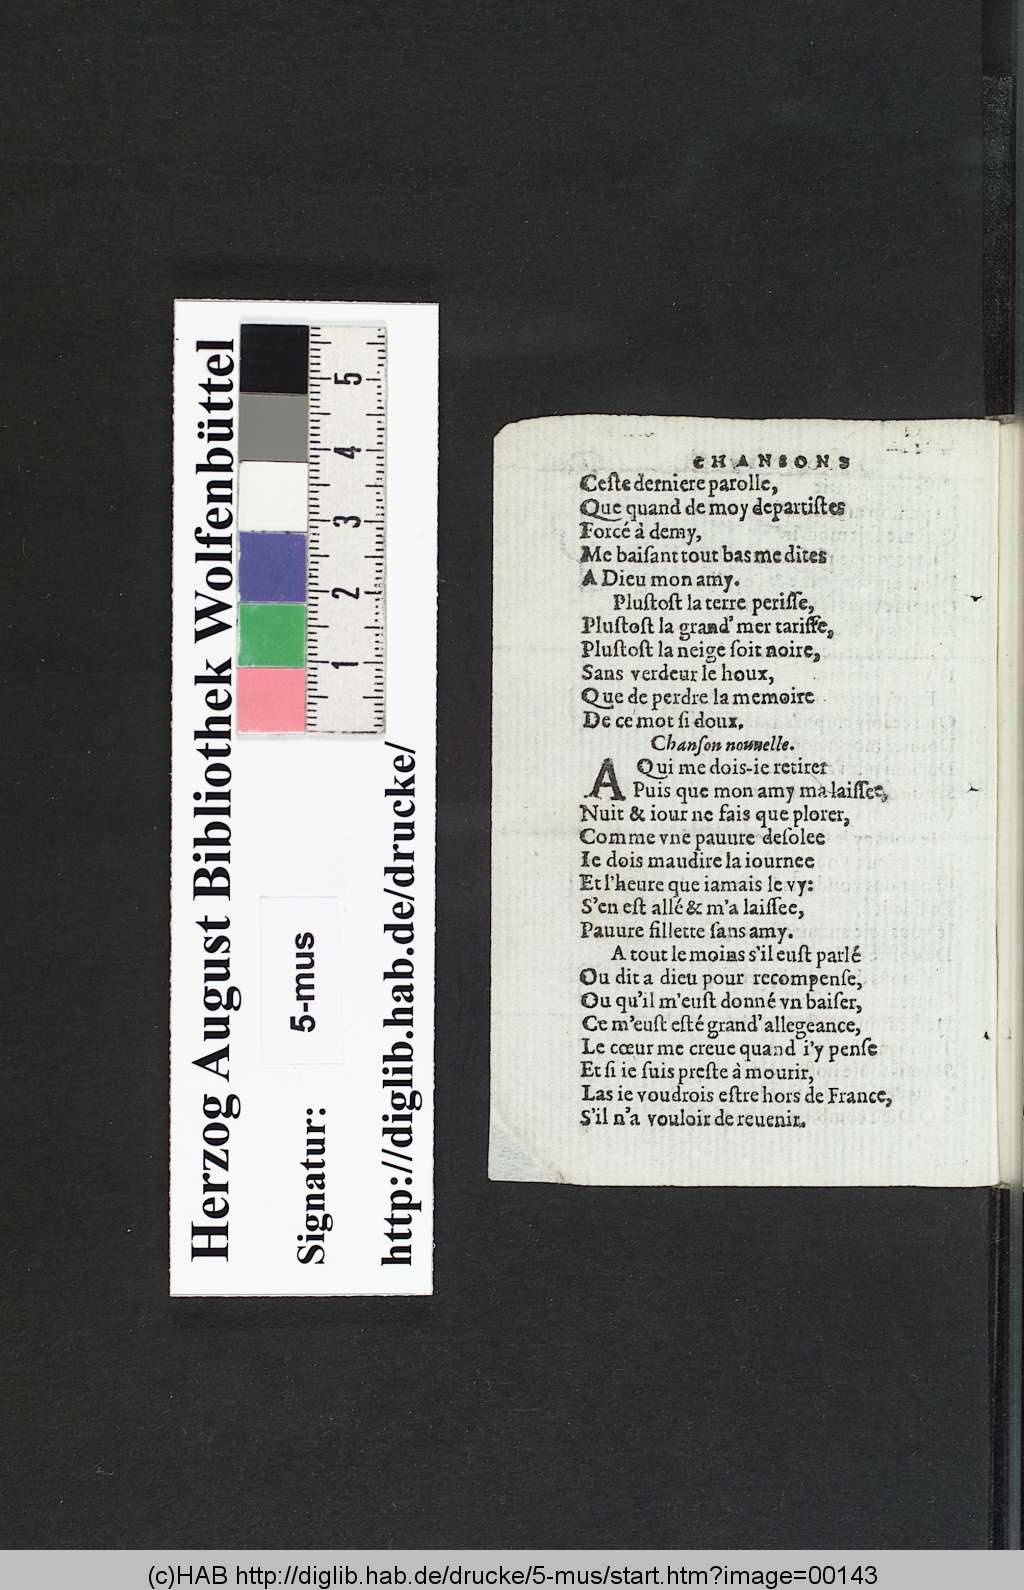 Herzog August Bibliothek Wolfenbüttel
1 2 3 4 5
Signatur: 5-mus
http://diglib.hab.de/drucke/
CHANSONS
Ceſte derniere parolle,
Que quand de moy departiſtes
Forcé à demy,
Me baiſant tout bas me dites
A Dieu mon amy.
Pluſtoſt la terre periſſe,
Pluſtoſt la grand' mer tariſſe,
Pluſtoſt la neige ſoit noire,
Sans verdeur le houx,
Que de perdre la memoire
De ce mot ſi doux.
Chanſon nouuelle.
A Qui me dois-ie retirer
Puis que mon amy ma laiſſee,
Nuit & iour ne fais que plorer,
Comme vne pauure deſolee
Ie dois maudire la iournee
Et l'heure que iamais le vy:
S'en eſt allé & m'a laiſſee,
Pauure fillette ſans amy.
A tout le moins s'il euſt parlé
Ou dit a dieu pour recompenſe,
Ou qu'il m'euſt donné vn baiſer,
Ce m'euſt eſté grand' allegeance,
Le cœur me creue quand i'y penſe
Et ſi ie ſuis preſte à mourir,
Las ie voudrois eſtre hors de France,
S'il n'a vouloir de reuenir.
(c)HAB http://diglib.hab.de/drucke/5-mus/start.htm?image=00143